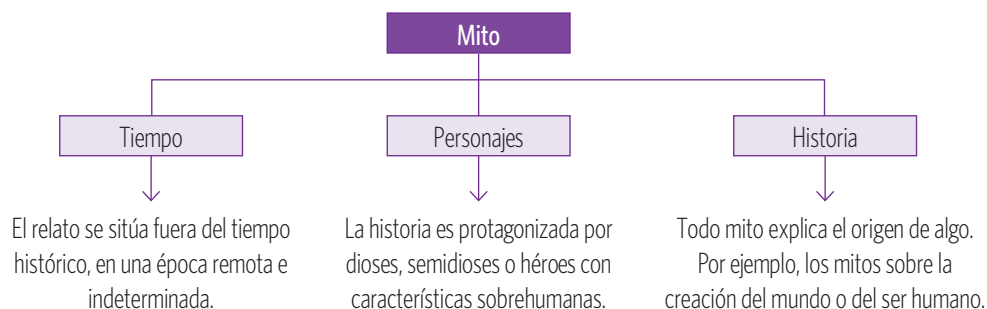 Mito
Tiempo
El relato se sitúa fuera del tiempo
histórico, en una época remota e
indeterminada.
Personajes
La historia es protagonizada por
dioses, semidioses o héroes con
características sobrehumanas.
Historia
Todo mito explica el origen de algo.
Por ejemplo, los mitos sobre la
creación del mundo o del ser humano.